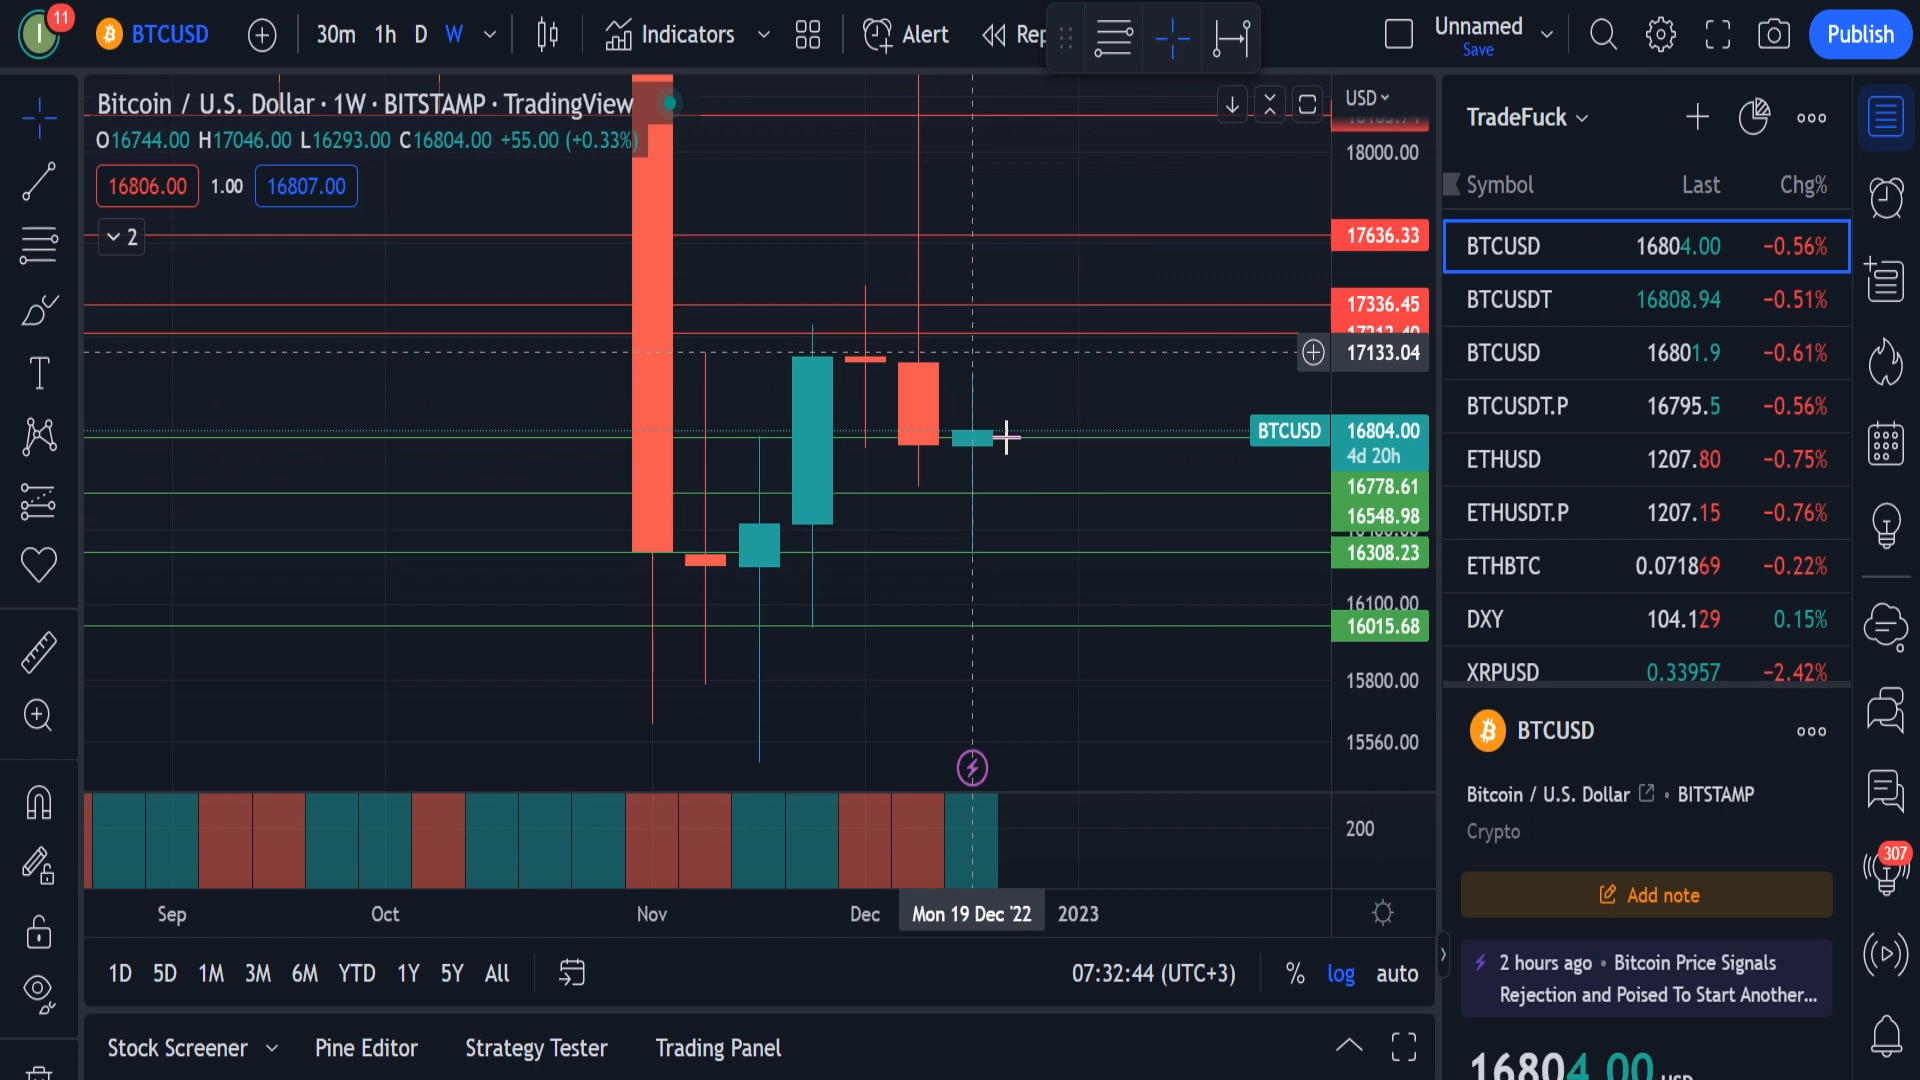 I
11
BTCUSD
30m
1h
D
W
Indicators
Alert
Rep
Unnamed
Save
Publish
Bitcoin / U.S. Dollar · 1W · BITSTAMP · TradingView
O16744.00 H17046.00 L16293.00 C16804.00 +55.00 (+0.33%)
16806.00
1.00
16807.00
2
USD
18000.00
17636.33
17336.45
17133.04
BTCUSD
16804.00
4d 20h
16778.61
16548.98
16308.23
16100.00
16015.68
15800.00
15560.00
200
Sep
Oct
Nov
Dec
Mon 19 Dec '22
2023
1D
5D
1M
3M
6M
YTD
1Y
5Y
All
07:32:44 (UTC+3)
%
log
auto
Stock Screener
Pine Editor
Strategy Tester
Trading Panel
TradeFuck
Symbol Last Chg%
BTCUSD 16804.00 −0.56%
BTCUSDT 16808.94 −0.51%
BTCUSD 16801.9 −0.61%
BTCUSDT.P 16795.5 −0.56%
ETHUSD 1207.80 −0.75%
ETHUSDT.P 1207.15 −0.76%
ETHBTC 0.071869 −0.22%
DXY 104.129 0.15%
XRPUSD 0.33957 −2.42%
BTCUSD
Bitcoin / U.S. Dollar • BITSTAMP
Crypto
Add note
2 hours ago • Bitcoin Price Signals
Rejection and Poised To Start Another...
16804.00 USD
307